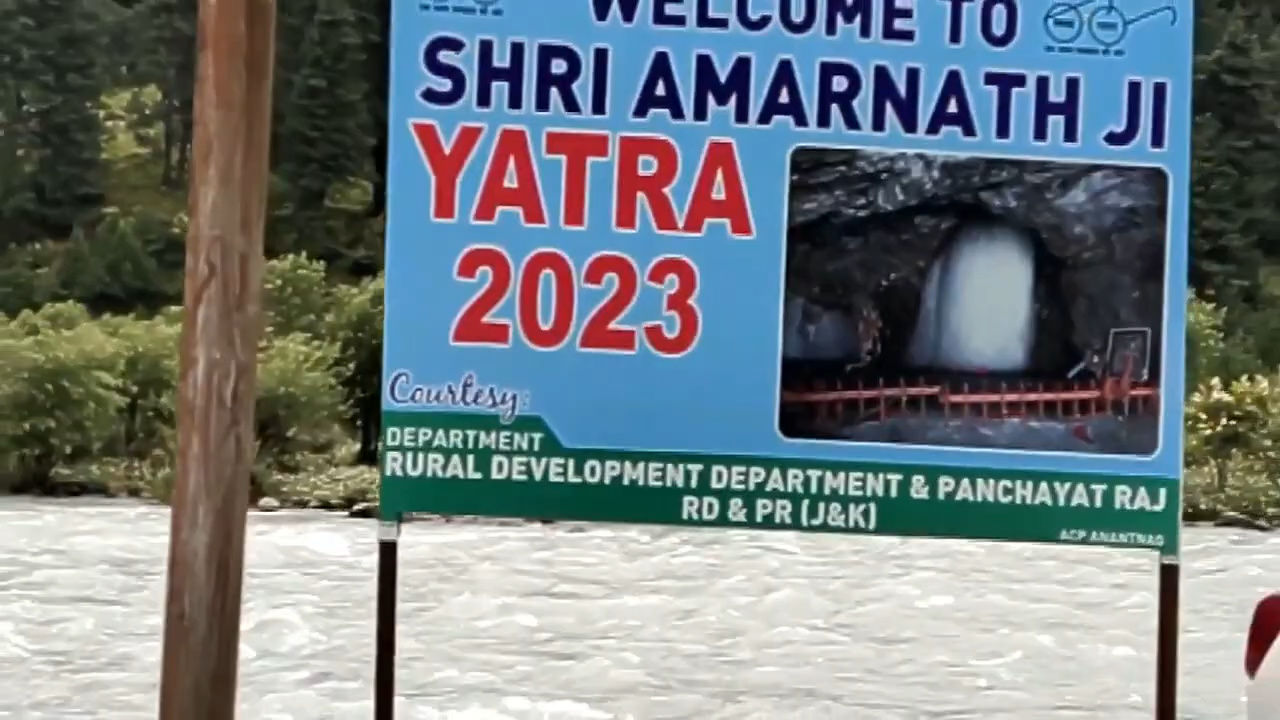 WELCOME TO
SHRI AMARNATH JI
YATRA
2023
Courtesy:
DEPARTMENT
RURAL DEVELOPMENT DEPARTMENT & PANCHAYAT RAJ
RD & PR (J&K)
ACP ANANTNAG